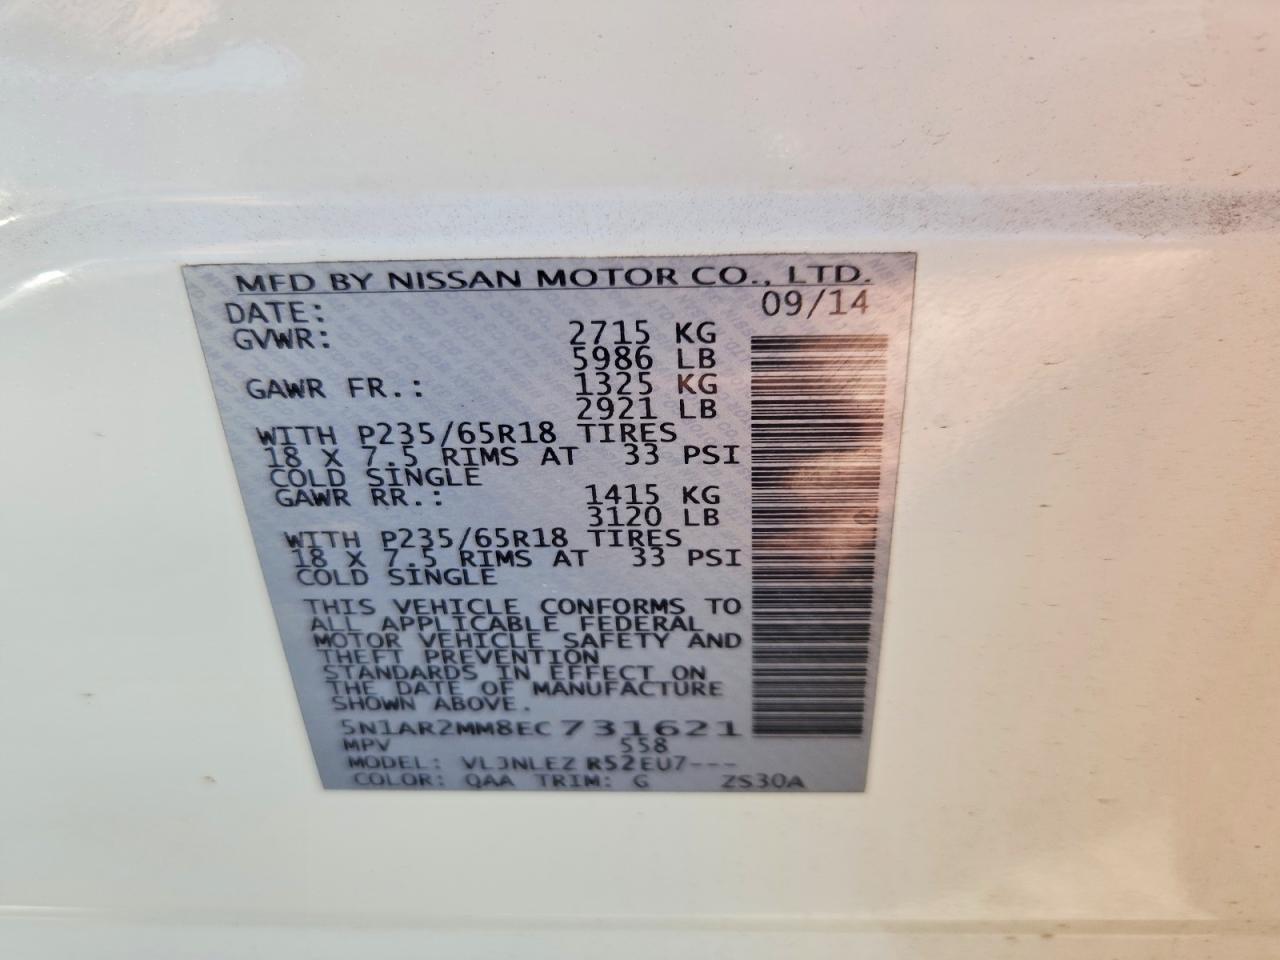 MFD BY NISSAN MOTOR CO., LTD.
DATE: 09/14
GVWR: 2715 KG
5986 LB
GAWR FR.: 1325 KG
2921 LB
WITH P235/65R18 TIRES
18 X 7.5 RIMS AT 33 PSI
COLD SINGLE
GAWR RR.: 1415 KG
3120 LB
WITH P235/65R18 TIRES
18 X 7.5 RIMS AT 33 PSI
COLD SINGLE
THIS VEHICLE CONFORMS TO
ALL APPLICABLE FEDERAL
MOTOR VEHICLE SAFETY AND
THEFT PREVENTION
STANDARDS IN EFFECT ON
THE DATE OF MANUFACTURE
SHOWN ABOVE.
5N1AR2MM8EC731621
MPV 558
MODEL: VLJNLEZ R52EU7---
COLOR: QAA TRIM: G ZS30A